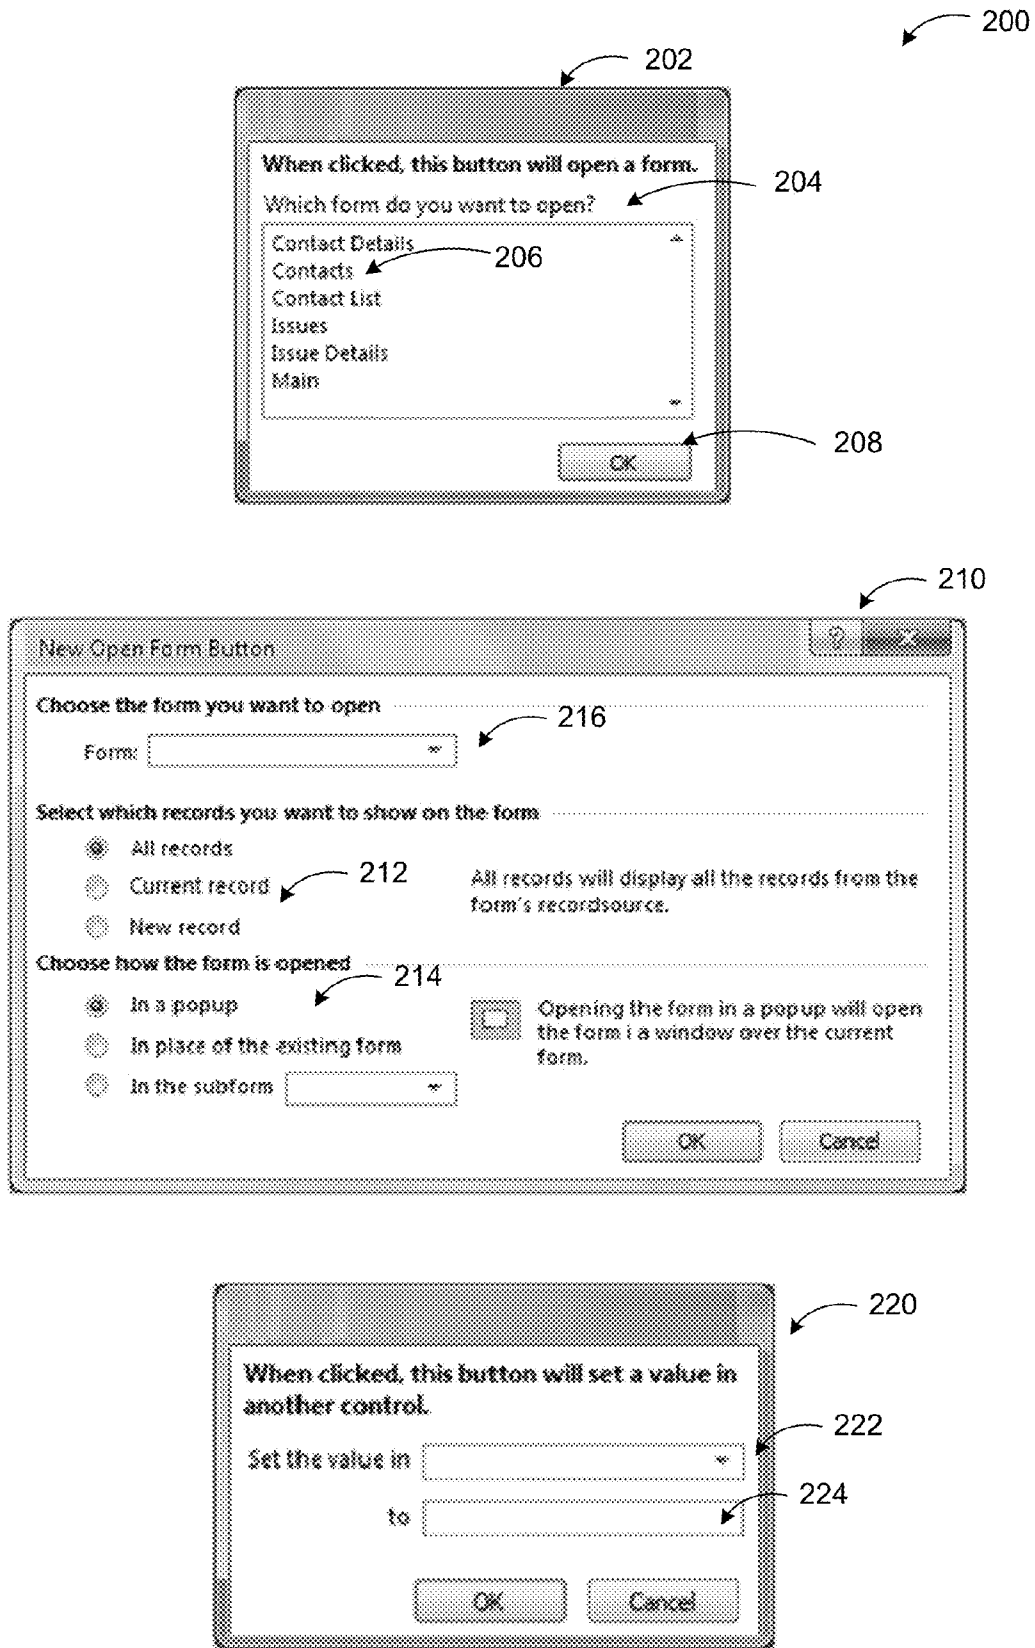 200
202
When clicked, this button will open a form.
204
Which form do you want to open?
Contact Details
206
Contacts
Contact List
Issues
Issue Details
Main
208
OK
210
New Open Form Button
Choose the form you want to open
216
Form:
Select which records you want to show on the form
All records
212
Current record
All records will display all the records from the
form's recordsource.
New record
Choose how the form is opened
214
In a popup
Opening the form in a popup will open
the form i a window over the current
form.
In place of the existing form
In the subform
OK Cancel
220
When clicked, this button will set a value in
another control.
222
Set the value in
224
to
OK Cancel